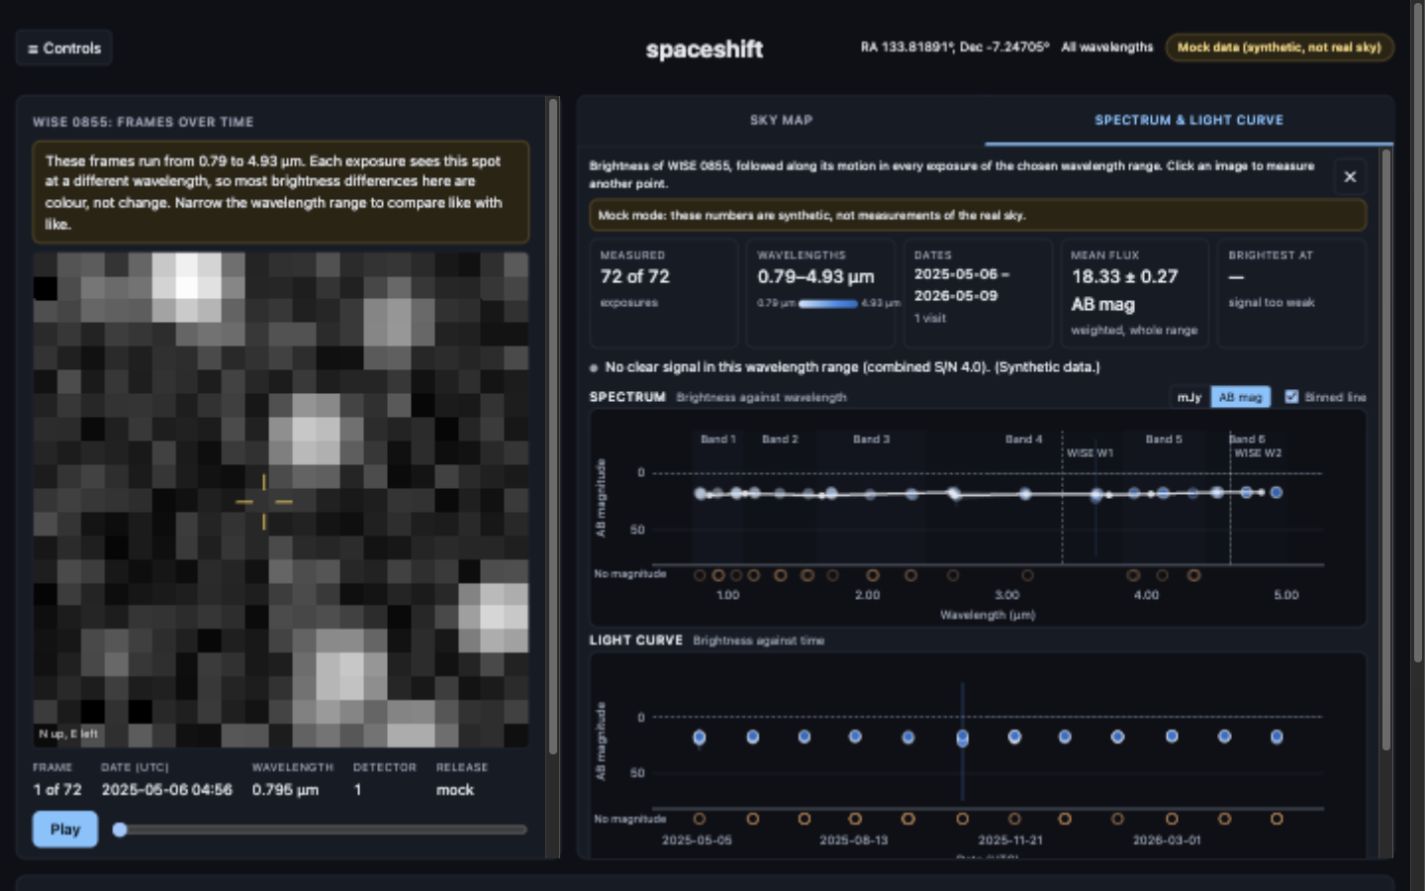 ≡ Controls
spaceshift
RA 133.81891°, Dec -7.24705°
All wavelengths
Mock data (synthetic, not real sky)
WISE 0855: FRAMES OVER TIME
These frames run from 0.79 to 4.93 µm. Each exposure sees this spot
at a different wavelength, so most brightness differences here are
colour, not change. Narrow the wavelength range to compare like with
like.
N up, E left
FRAME DATE (UTC) WAVELENGTH DETECTOR RELEASE
1 of 72 2025-05-06 04:56 0.795 µm 1 mock
Play
SKY MAP
SPECTRUM & LIGHT CURVE
Brightness of WISE 0855, followed along its motion in every exposure of the chosen wavelength range. Click an image to measure
another point.
✕
Mock mode: these numbers are synthetic, not measurements of the real sky.
MEASURED
72 of 72
exposures
WAVELENGTHS
0.79–4.93 µm
0.79 µm 4.93 µm
DATES
2025-05-06 –
2026-05-09
1 visit
MEAN FLUX
18.33 ± 0.27
AB mag
weighted, whole range
BRIGHTEST AT
—
signal too weak
No clear signal in this wavelength range (combined S/N 4.0). (Synthetic data.)
SPECTRUM Brightness against wavelength
mJy AB mag Binned line
Band 1 Band 2 Band 3 Band 4 Band 5 Band 6
WISE W1 WISE W2
AB magnitude
0
50
No magnitude
1.00 2.00 3.00 4.00 5.00
Wavelength (µm)
LIGHT CURVE Brightness against time
AB magnitude
0
50
No magnitude
2025-05-05 2025-08-13 2025-11-21 2026-03-01